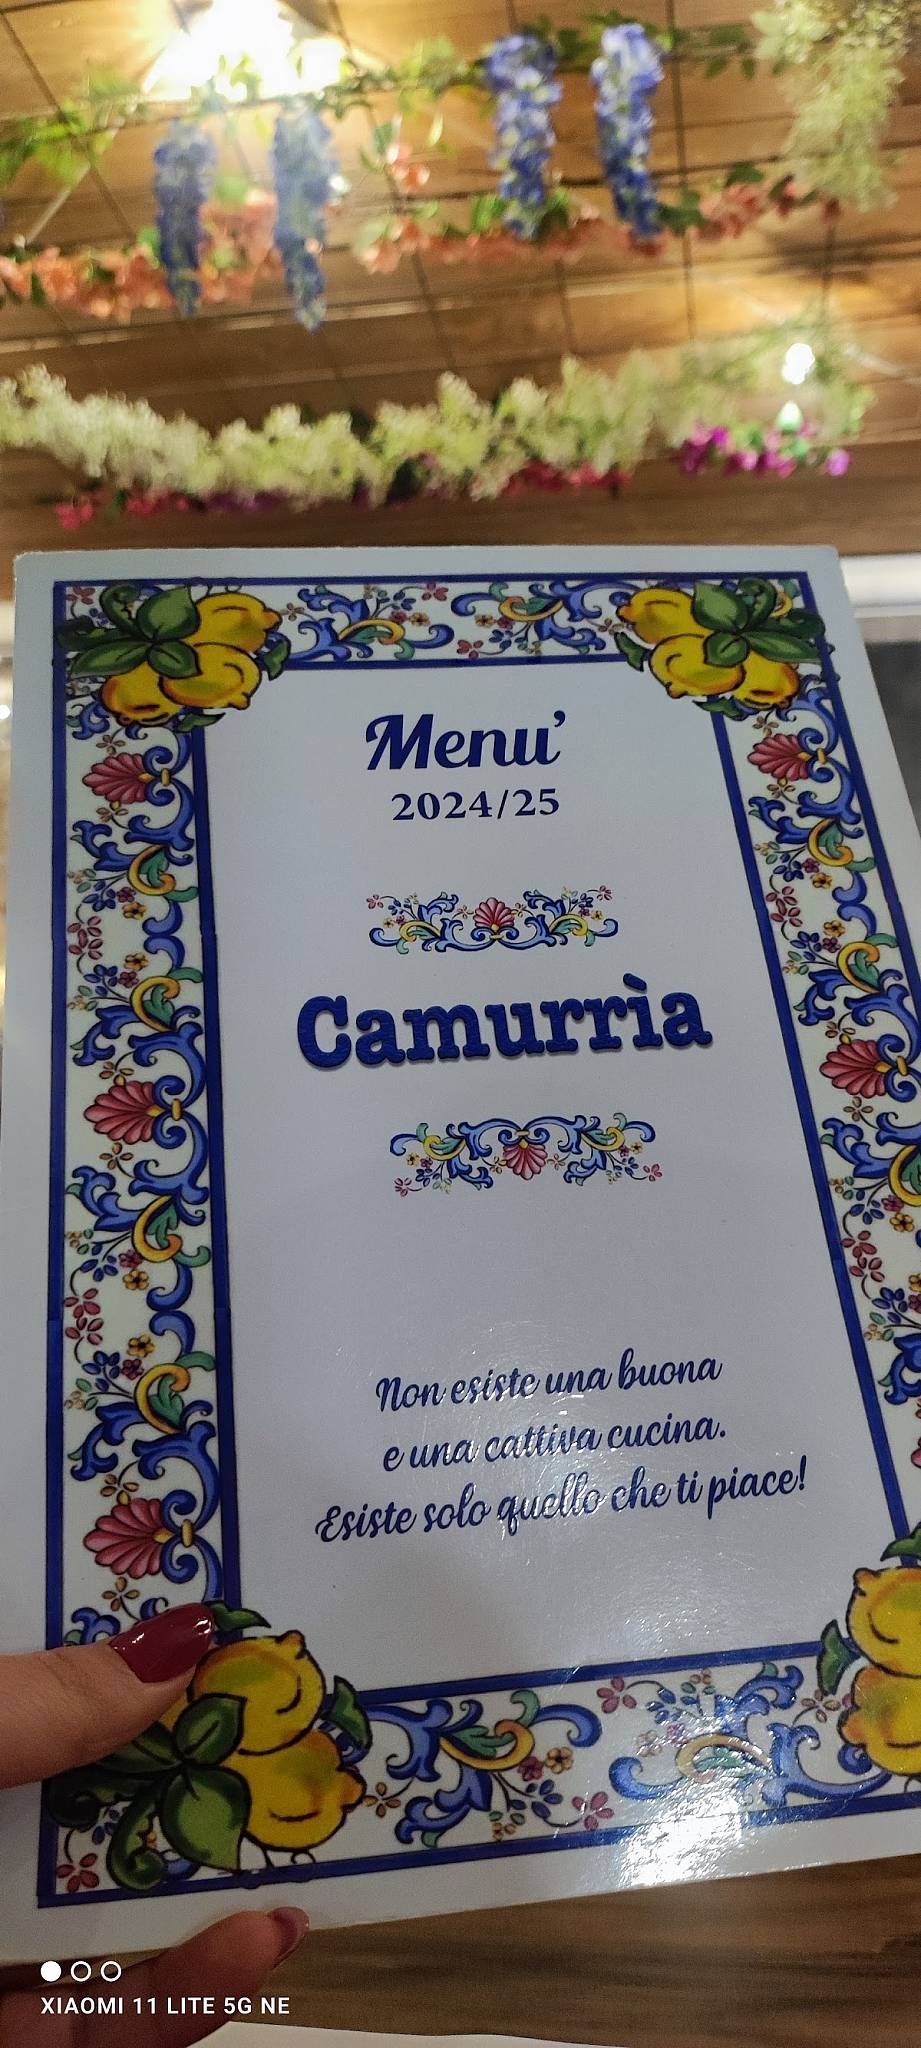 Menu'
2024/25
Camurrìa
Non esiste una buona
e una cattiva cucina.
Esiste solo quello che ti piace!
XIAOMI 11 LITE 5G NE